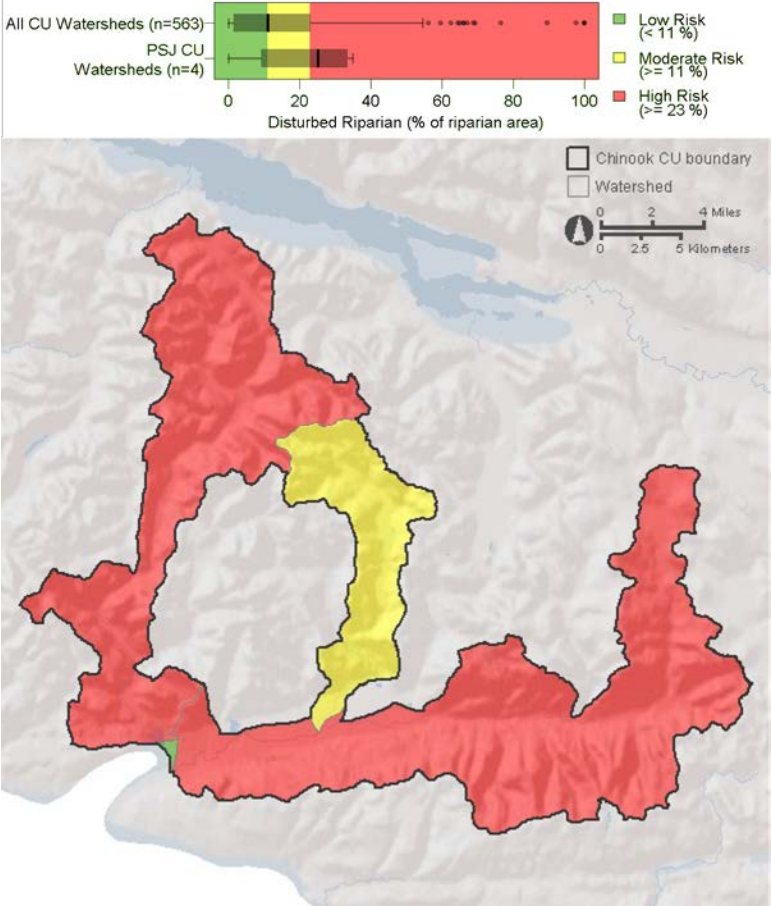 All CU Watersheds (n=563)
PSJ CU
Watersheds (n=4)
0 20 40 60 80 100
Disturbed Riparian (% of riparian area)
Low Risk
(< 11 %)
Moderate Risk
(>= 11 %)
High Risk
(>= 23 %)
Chinook CU boundary
Watershed
0 2 4 Miles
0 2.5 5 Kilometers